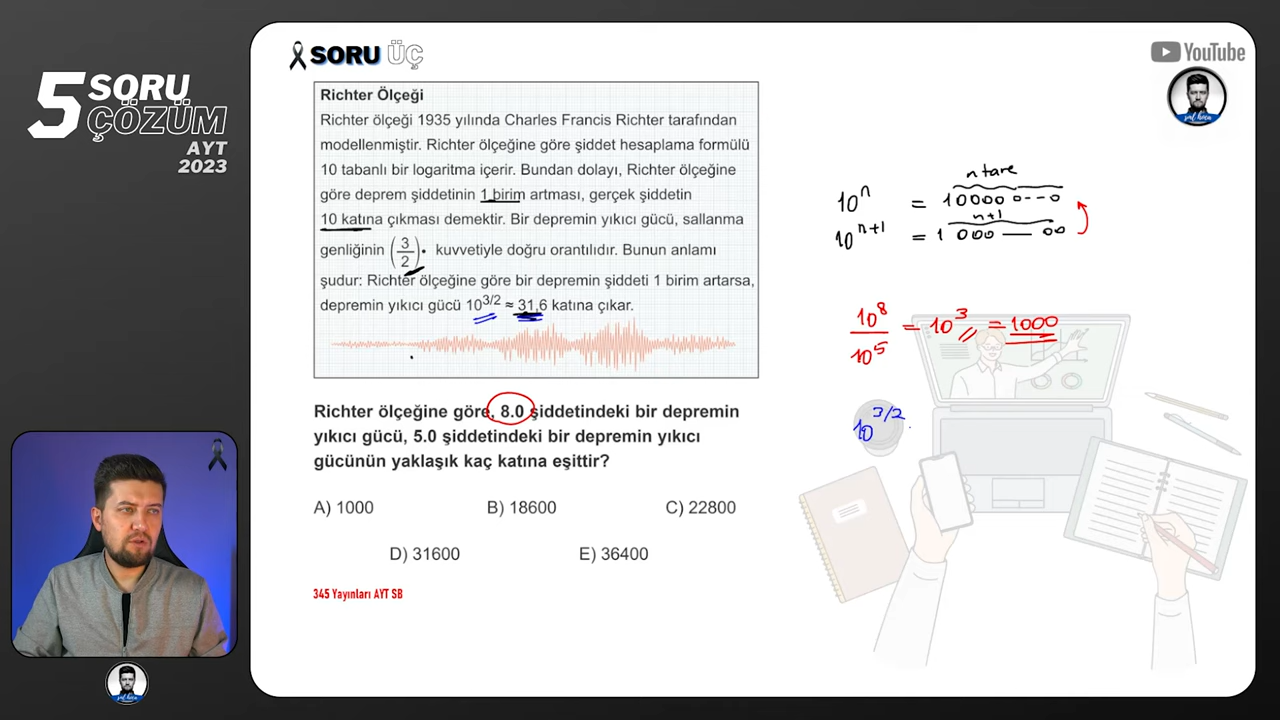 5 SORU
ÇÖZÜM
AYT
2023
SORU ÜÇ
YouTube
Richter Ölçeği
Richter ölçeği 1935 yılında Charles Francis Richter tarafından
modellenmiştir. Richter ölçeğine göre şiddet hesaplama formülü
10 tabanlı bir logaritma içerir. Bundan dolayı, Richter ölçeğine
göre deprem şiddetinin 1 birim artması, gerçek şiddetin
10 katına çıkması demektir. Bir depremin yıkıcı gücü, sallanma
genliğinin (3/2). kuvvetiyle doğru orantılıdır. Bunun anlamı
şudur: Richter ölçeğine göre bir depremin şiddeti 1 birim artarsa,
depremin yıkıcı gücü 10^3/2 ≈ 31,6 katına çıkar.
Richter ölçeğine göre, 8.0 şiddetindeki bir depremin
yıkıcı gücü, 5.0 şiddetindeki bir depremin yıkıcı
gücünün yaklaşık kaç katına eşittir?
A) 1000 B) 18600 C) 22800
D) 31600 E) 36400
345 Yayınları AYT SB
n tane
10^n = 10000 0---0
n+1
10^n+1 = 1 000 — 00
10^8 / 10^5 = 10^3 = 1000
10^3/2